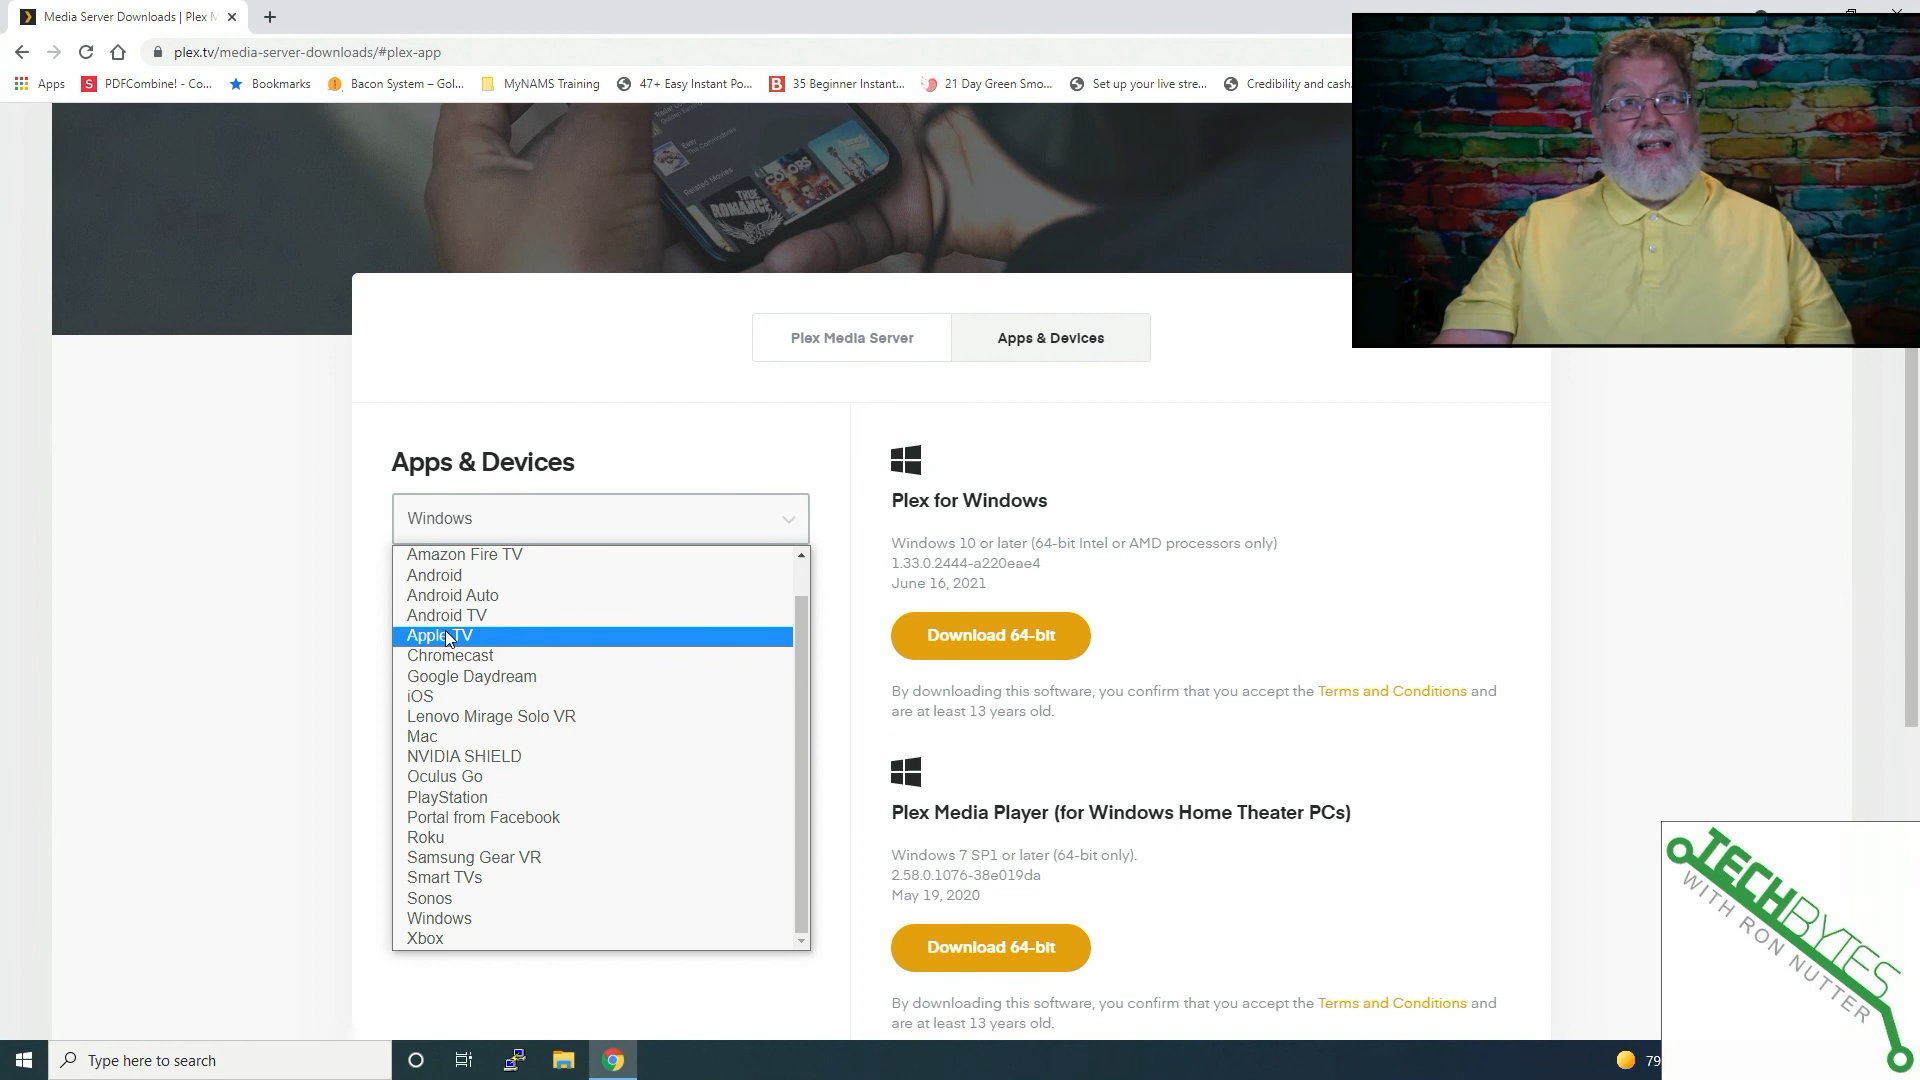 Media Server Downloads | Plex M
plex.tv/media-server-downloads/#plex-app
Apps
PDFCombine! - Co...
Bookmarks
Bacon System – Gol...
MyNAMS Training
47+ Easy Instant Po...
35 Beginner Instant...
21 Day Green Smo...
Set up your live stre...
Credibility and cash.
Related Movies
TRUE
ROMANCE
COLORS
Plex Media Server
Apps & Devices
Apps & Devices
Windows
Amazon Fire TV
Android
Android Auto
Android TV
Apple TV
Chromecast
Google Daydream
iOS
Lenovo Mirage Solo VR
Mac
NVIDIA SHIELD
Oculus Go
PlayStation
Portal from Facebook
Roku
Samsung Gear VR
Smart TVs
Sonos
Windows
Xbox
Plex for Windows
Windows 10 or later (64-bit Intel or AMD processors only)
1.33.0.2444-a220eae4
June 16, 2021
Download 64-bit
By downloading this software, you confirm that you accept the Terms and Conditions and
are at least 13 years old.
Plex Media Player (for Windows Home Theater PCs)
Windows 7 SP1 or later (64-bit only).
2.58.0.1076-38e019da
May 19, 2020
Download 64-bit
By downloading this software, you confirm that you accept the Terms and Conditions and
are at least 13 years old.
TECHBYTES
WITH RON NUTTER
Type here to search
79